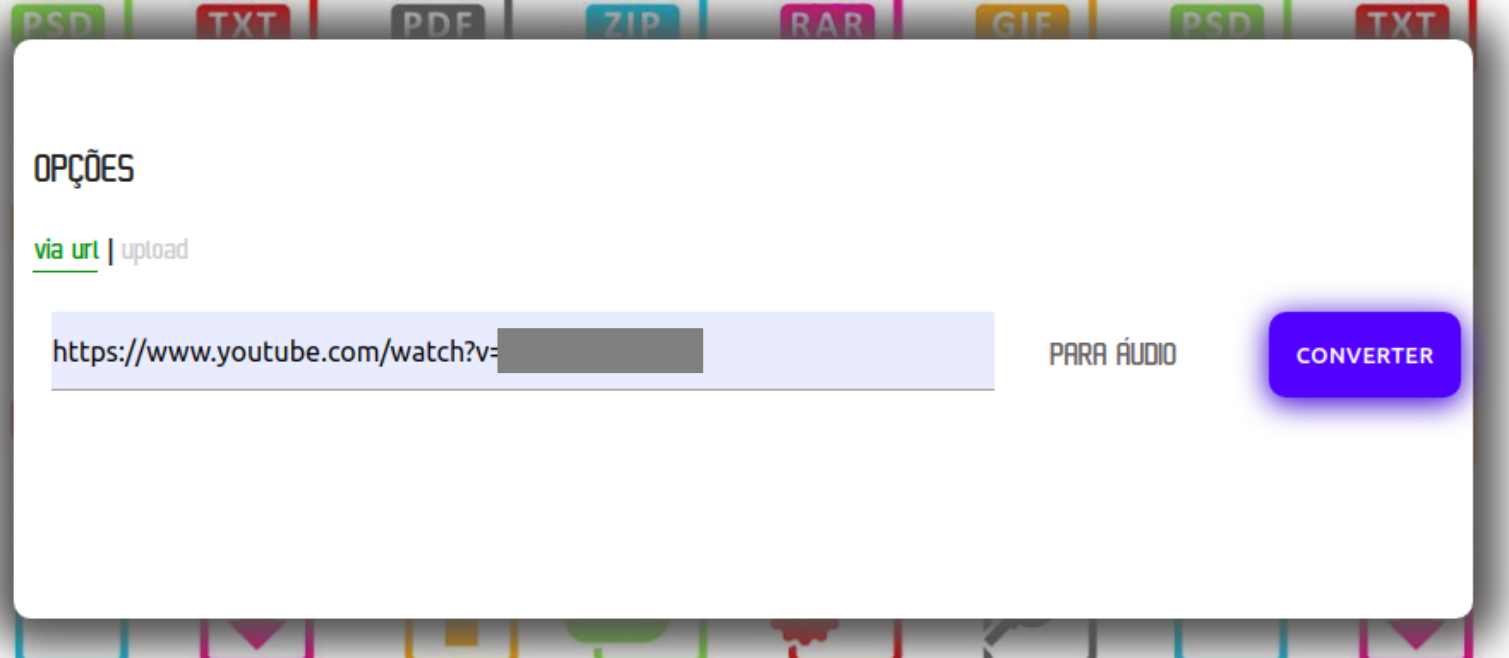 PSD TXT PDF ZIP RAR GIF PSD TXT
OPÇÕES
via url | upload
https://www.youtube.com/watch?v= PARA ÁUDIO CONVERTER